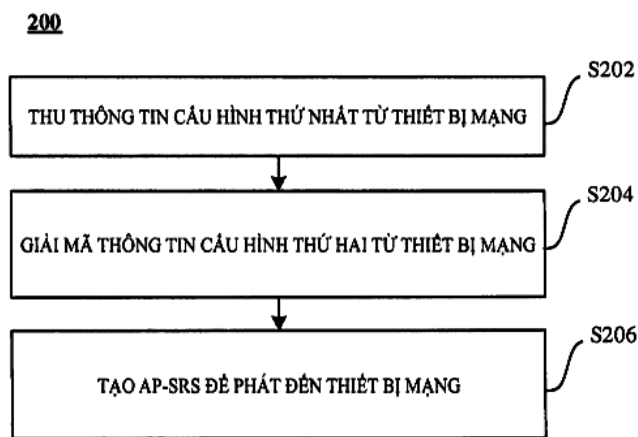 200
S202
THU THÔNG TIN CẤU HÌNH THỨ NHẤT TỪ THIẾT BỊ MẠNG
S204
GIẢI MÃ THÔNG TIN CẤU HÌNH THỨ HAI TỪ THIẾT BỊ MẠNG
S206
TẠO AP-SRS ĐỂ PHÁT ĐẾN THIẾT BỊ MẠNG